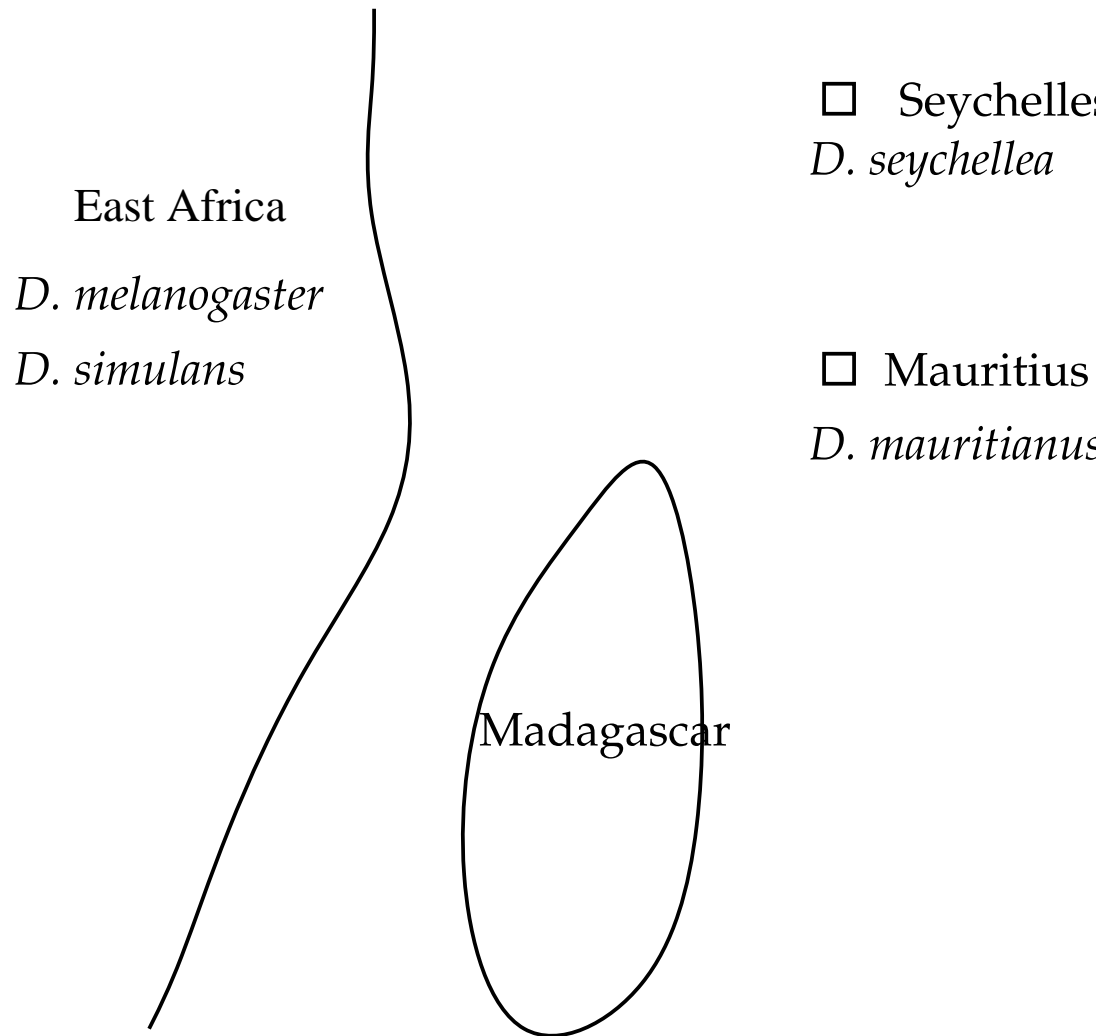 Seychelles
D. seychellea
East Africa
D. melanogaster
D. simulans
Mauritius
D. mauritianus
Madagascar